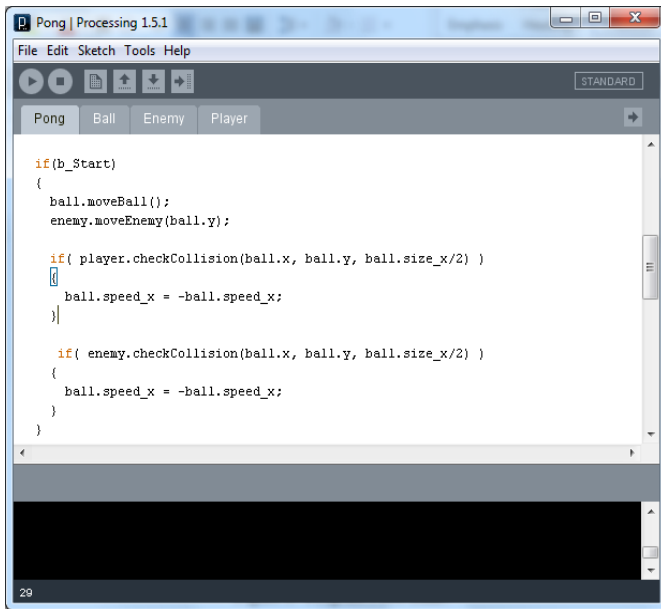 Pong | Processing 1.5.1
File Edit Sketch Tools Help
STANDARD
Pong Ball Enemy Player
if(b_Start)
{
ball.moveBall();
enemy.moveEnemy(ball.y);
if( player.checkCollision(ball.x, ball.y, ball.size_x/2) )
{
ball.speed_x = -ball.speed_x;
}
if( enemy.checkCollision(ball.x, ball.y, ball.size_x/2) )
{
ball.speed_x = -ball.speed_x;
}
}
29